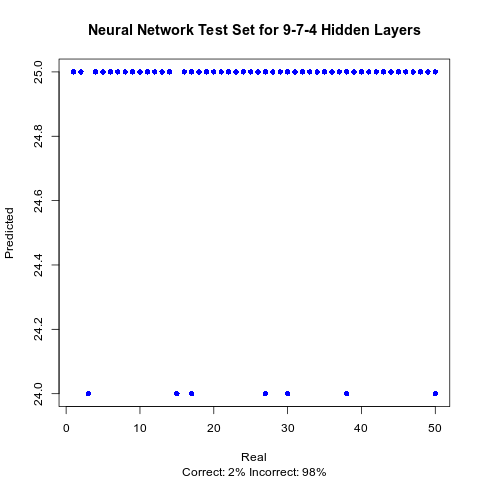 Neural Network Test Set for 9-7-4 Hidden Layers
25.0
24.8
24.6
24.4
24.2
24.0
Predicted
0 10 20 30 40 50
Real
Correct: 2% Incorrect: 98%